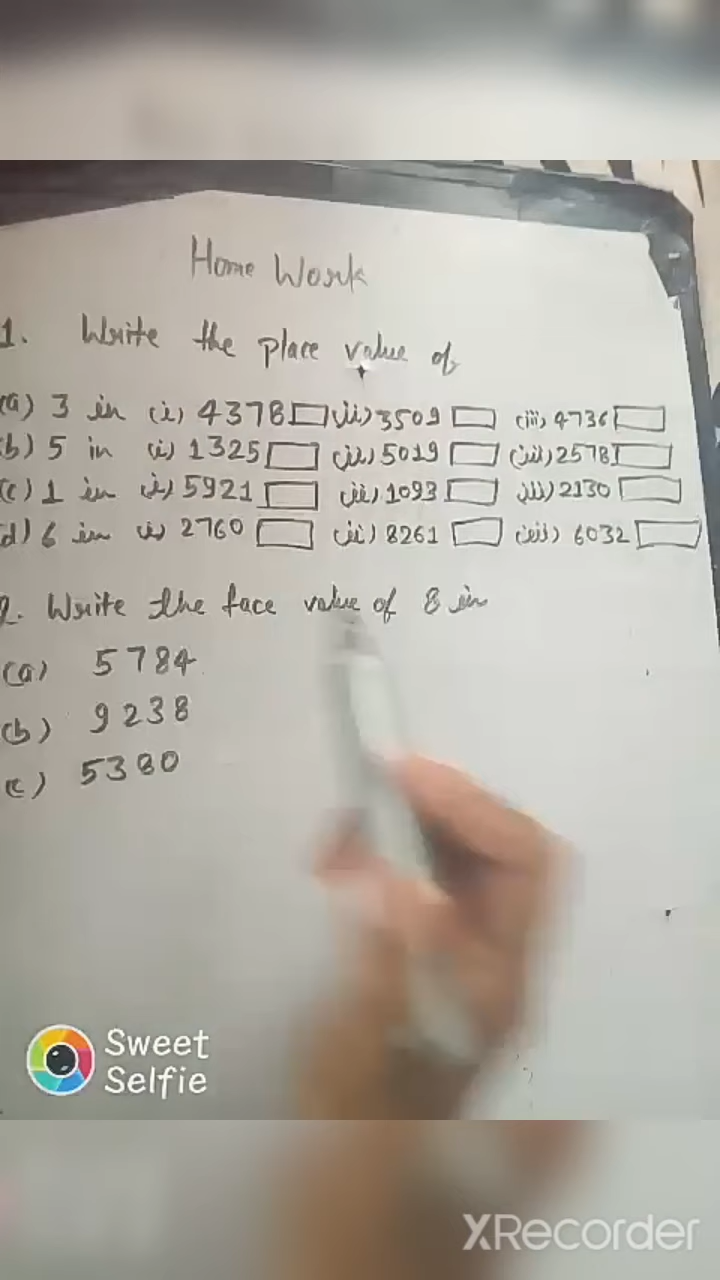 Home Work
1. Write the place value of
(a) 3 in (i) 4378 (ii) 3509 (iii) 4736
(b) 5 in (i) 1325 (ii) 5019 (iii) 2578
(c) 1 in (i) 5921 (ii) 1093 (iii) 2130
(d) 6 in (i) 2760 (ii) 8261 (iii) 6032
2. Write the face value of 8 in
(a) 5784
(b) 9238
(c) 5380
Sweet
Selfie
XRecorder